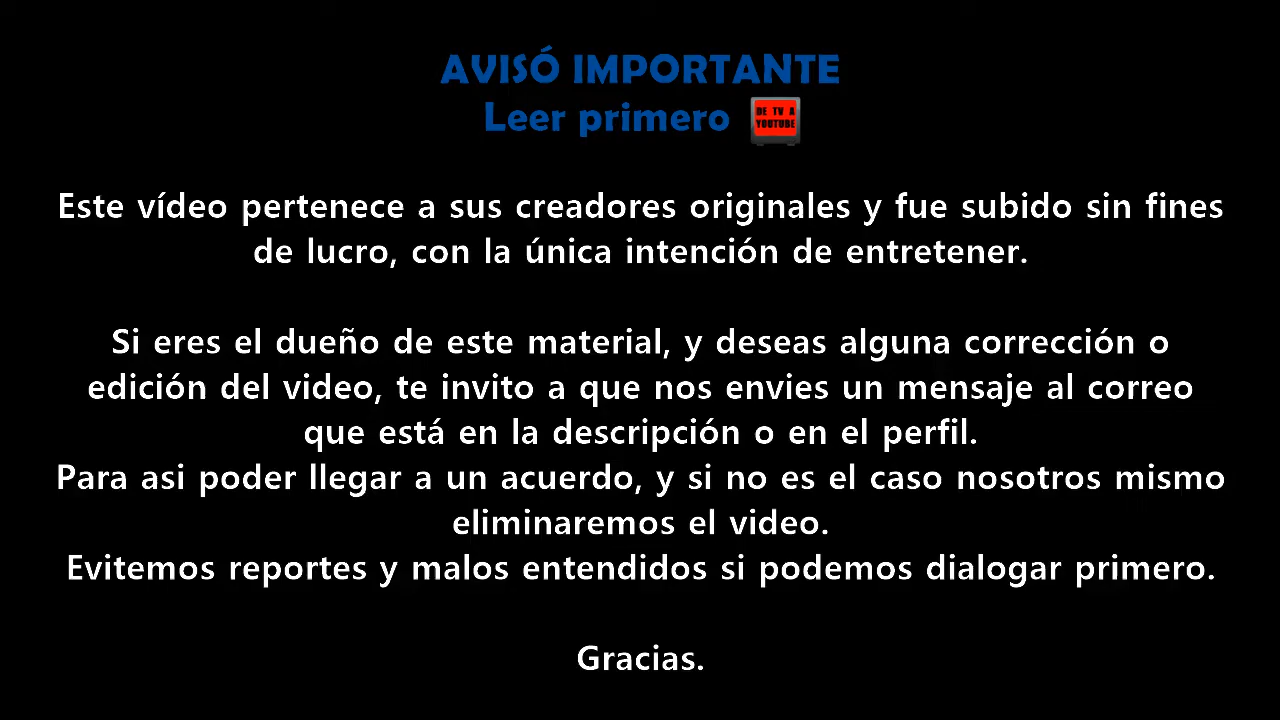 AVISÓ IMPORTANTE
Leer primero
DE TV A
YOUTUBE
Este vídeo pertenece a sus creadores originales y fue subido sin fines
de lucro, con la única intención de entretener.
Si eres el dueño de este material, y deseas alguna corrección o
edición del video, te invito a que nos envies un mensaje al correo
que está en la descripción o en el perfil.
Para asi poder llegar a un acuerdo, y si no es el caso nosotros mismo
eliminaremos el video.
Evitemos reportes y malos entendidos si podemos dialogar primero.
Gracias.